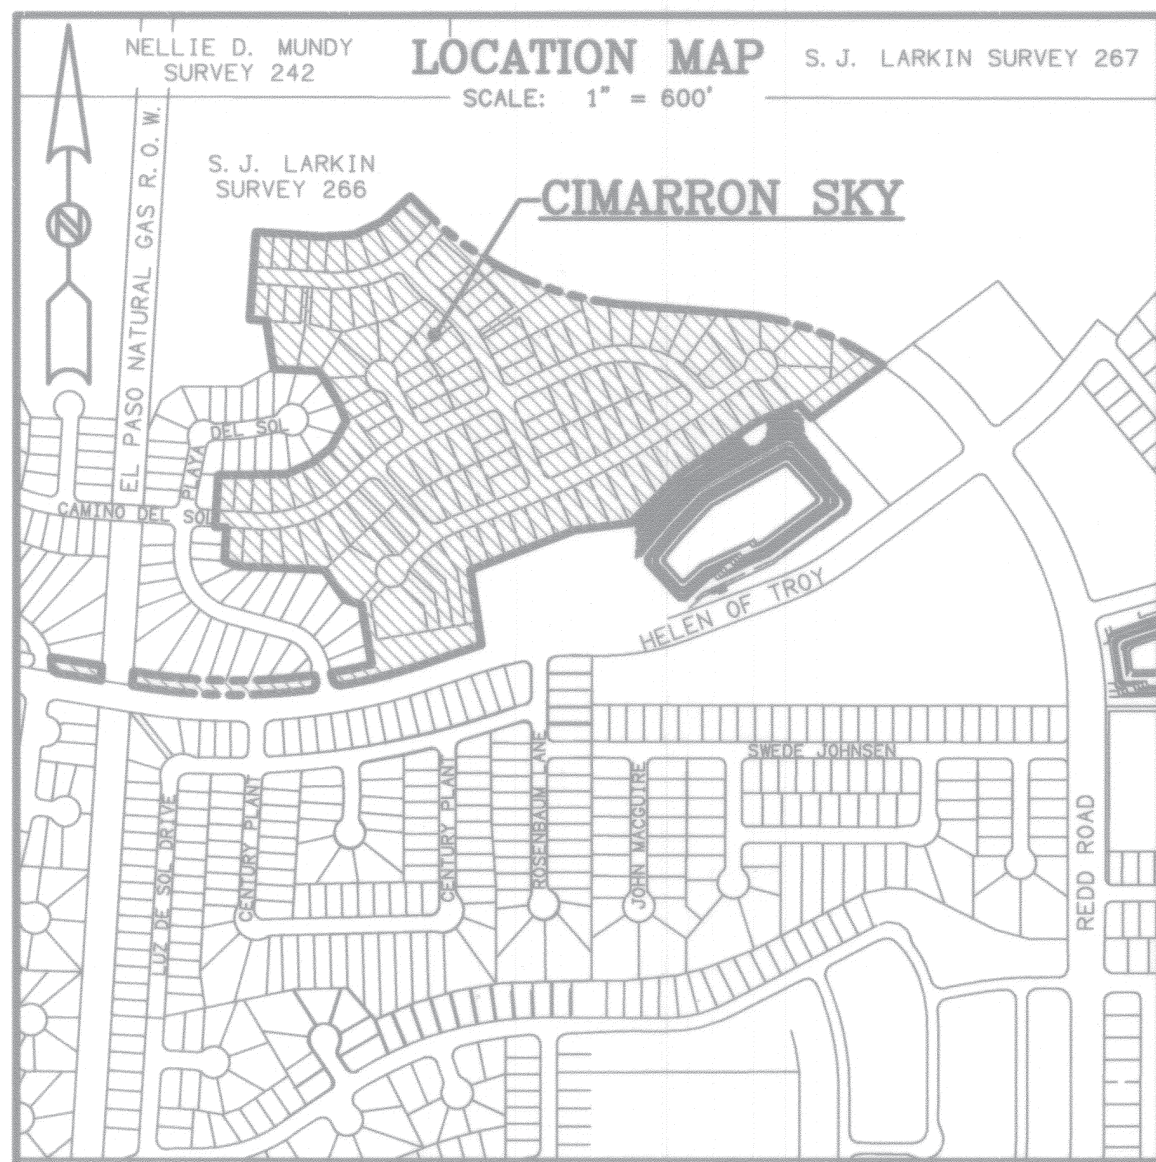 NELLIE D. MUNDY
SURVEY 242
LOCATION MAP
SCALE: 1" = 600'
S. J. LARKIN SURVEY 267
S. J. LARKIN
SURVEY 266
CIMARRON SKY
N
EL PASO NATURAL GAS R. O. W.
PLAYA
DEL SOL
CAMINO DEL SOL
HELEN OF TROY
SWEDE JOHNSEN
LUZ DE SOL DRIVE
CENTURY PLANT
CENTURY PLANT
ROSENBAUM LANE
JOHN MACGUIRE
REDD ROAD